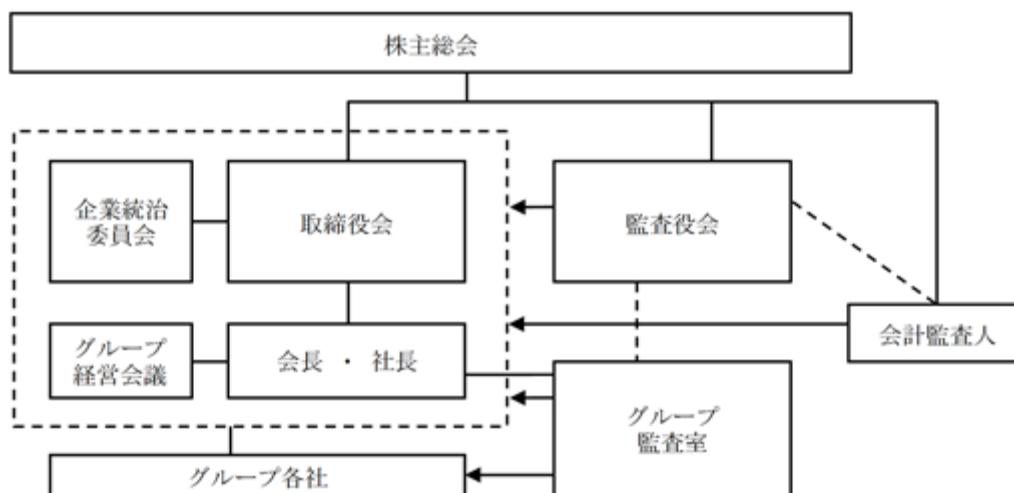 株主総会
企業統治
委員会
取締役会
監査役会
会計監査人
グループ
経営会議
会長 ・ 社長
グループ
監査室
グループ各社